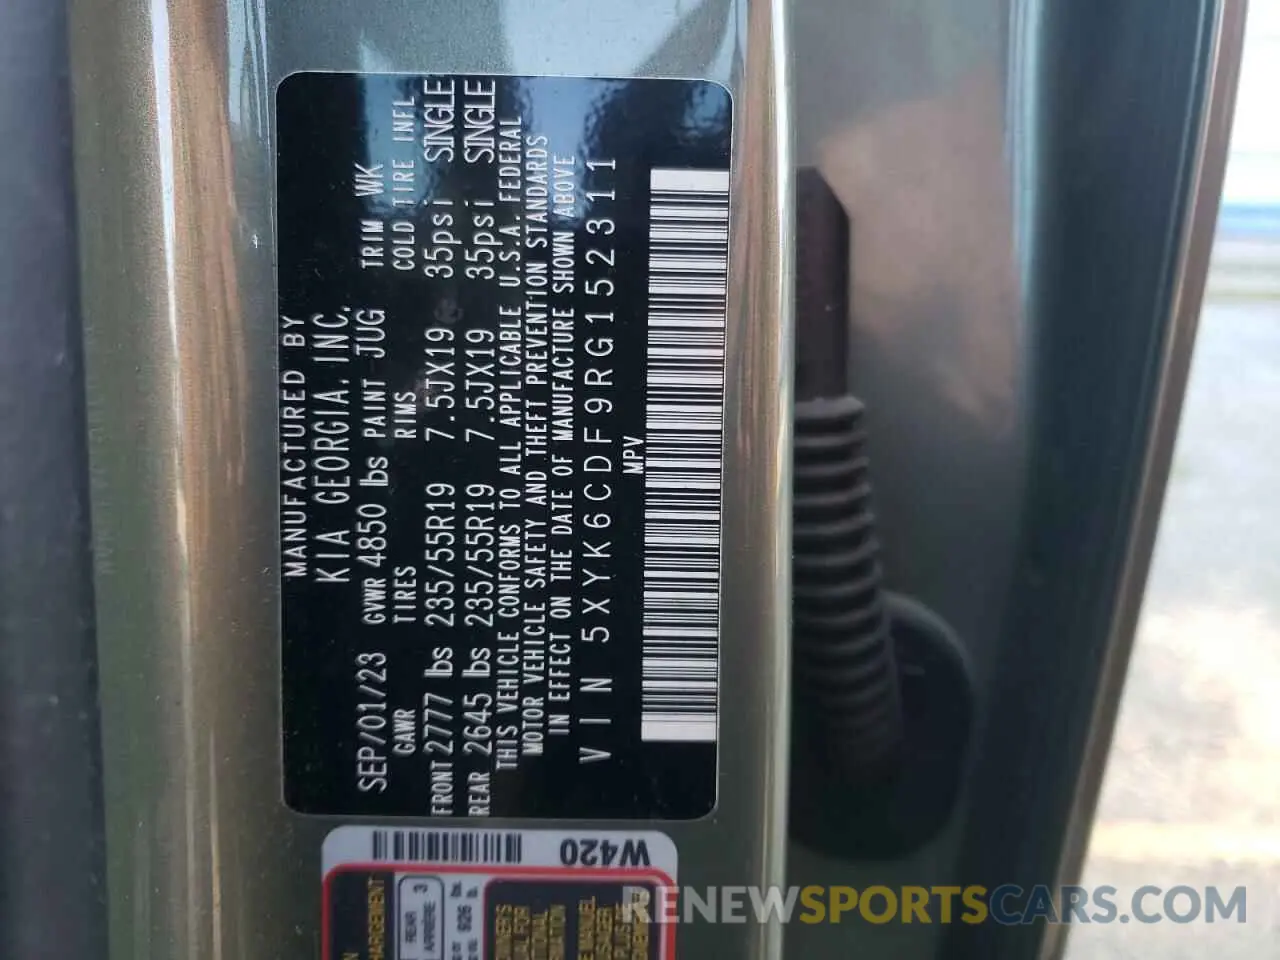 MANUFACTURED BY
KIA GEORGIA, INC.
SEP/01/23 GVWR 4850 lbs PAINT JUG TRIM WK
GAWR TIRES RIMS COLD TIRE INFL
FRONT 2777 lbs 235/55R19 7.5JX19 35psi SINGLE
REAR 2645 lbs 235/55R19 7.5JX19 35psi SINGLE
THIS VEHICLE CONFORMS TO ALL APPLICABLE U.S.A. FEDERAL
MOTOR VEHICLE SAFETY AND THEFT PREVENTION STANDARDS
IN EFFECT ON THE DATE OF MANUFACTURE SHOWN ABOVE
VIN 5XYK6CDF9RG152311
MPV
W420
REAR 3
ARRIÈRE
RENEWSPORTSCARS.COM